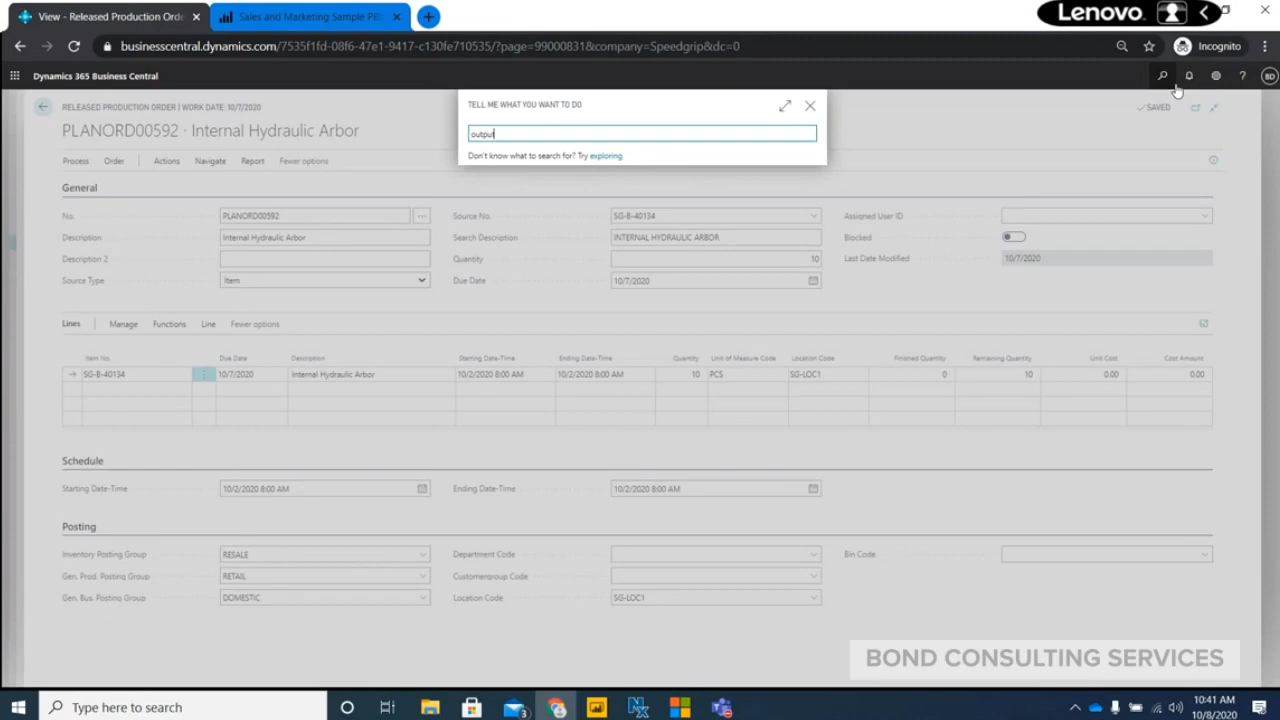 View - Released Production Orde
Sales and Marketing Sample PBI
Lenovo
businesscentral.dynamics.com/7535f1fd-08f6-47e1-9417-c130fe710535/?page=99000831&company=Speedgrip&dc=0
Incognito
Dynamics 365 Business Central
BD
RELEASED PRODUCTION ORDER | WORK DATE: 10/7/2020
TELL ME WHAT YOU WANT TO DO
SAVED
PLANORD00592 · Internal Hydraulic Arbor
output
Don't know what to search for? Try exploring
Process Order Actions Navigate Report Fewer options
General
No. PLANORD00592 Source No. SG-B-40134 Assigned User ID
Description Internal Hydraulic Arbor Search Description INTERNAL HYDRAULIC ARBOR Blocked
Description 2 Quantity 10 Last Date Modified 10/7/2020
Source Type Item Due Date 10/7/2020
Lines Manage Functions Line Fewer options
Item No. Due Date Description Starting Date-Time Ending Date-Time Quantity Unit of Measure Code Location Code Finished Quantity Remaining Quantity Unit Cost Cost Amount
SG-B-40134 10/7/2020 Internal Hydraulic Arbor 10/2/2020 8:00 AM 10/2/2020 8:00 AM 10 PCS SG-LOC1 0 10 0.00 0.00
Schedule
Starting Date-Time 10/2/2020 8:00 AM Ending Date-Time 10/2/2020 8:00 AM
Posting
Inventory Posting Group RESALE Department Code Bin Code
Gen. Prod. Posting Group RETAIL Customergroup Code
Gen. Bus. Posting Group DOMESTIC Location Code SG-LOC1
BOND CONSULTING SERVICES
Type here to search
3
10:41 AM
10/8/2020